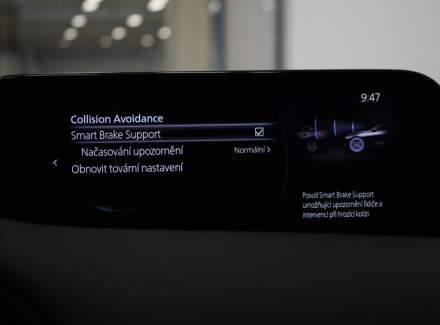 9:47
Collision Avoidance
Smart Brake Support
Načasování upozornění Normální >
Obnovit tovární nastavení
Povolí Smart Brake Support
umožňující upozornění řidiče a
intervenci při hrozící kolizi.